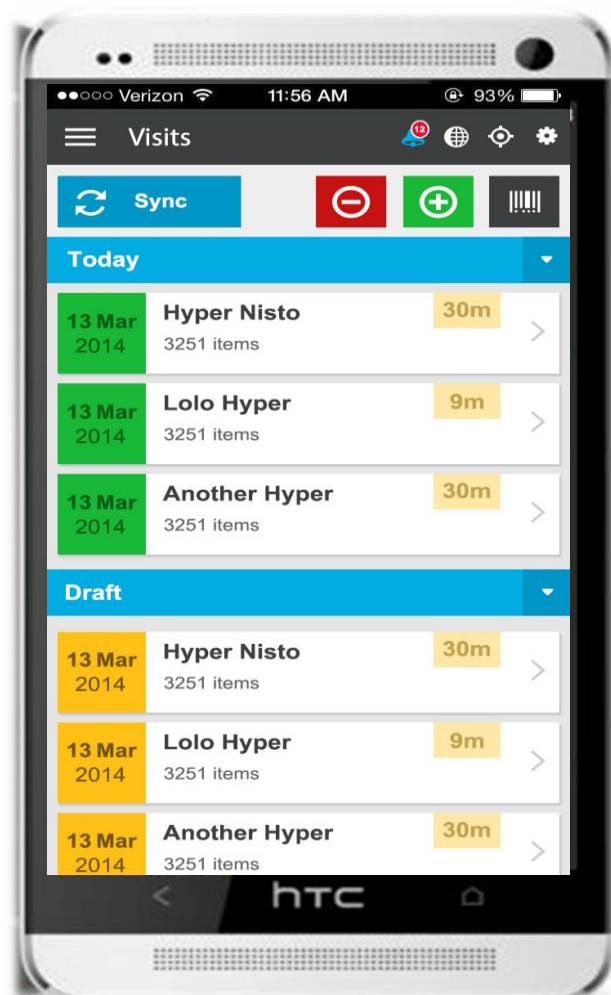 Verizon 11:56 AM 93%
Visits 12
Sync
Today
13 Mar
2014
Hyper Nisto
3251 items
30m
13 Mar
2014
Lolo Hyper
3251 items
9m
13 Mar
2014
Another Hyper
3251 items
30m
Draft
13 Mar
2014
Hyper Nisto
3251 items
30m
13 Mar
2014
Lolo Hyper
3251 items
9m
13 Mar
2014
Another Hyper
3251 items
30m
hTC